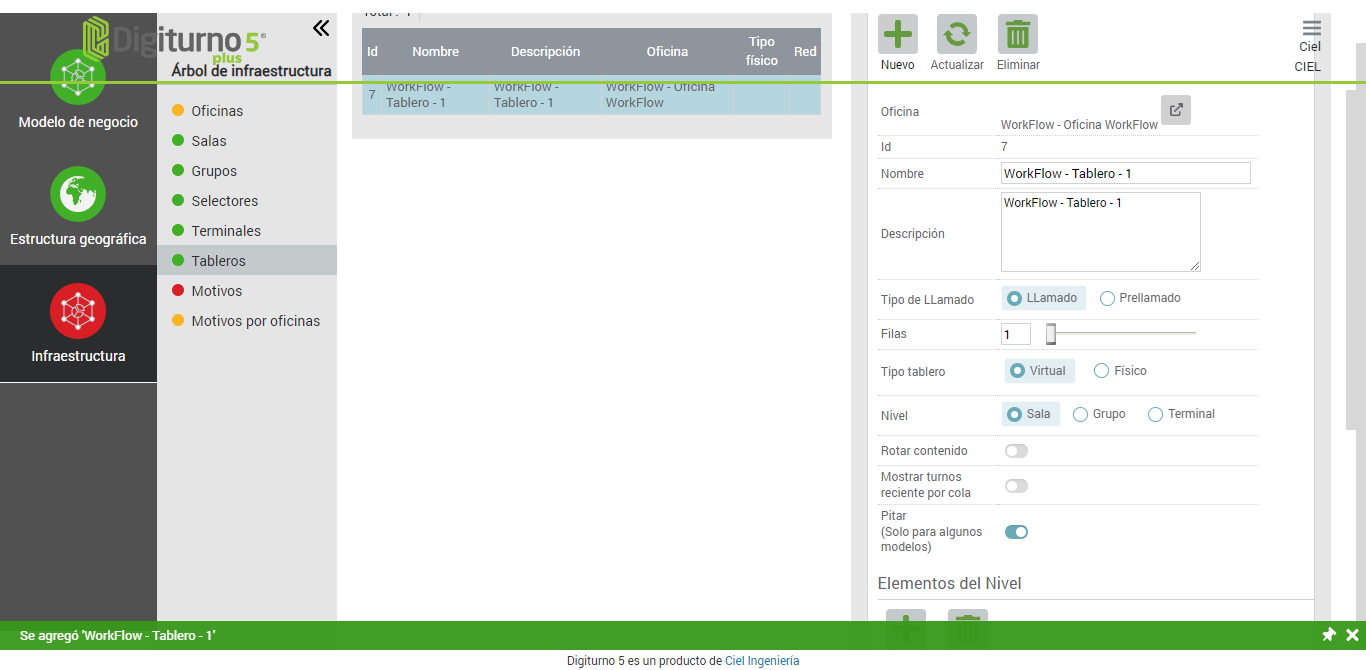 Digiturno 5®
plus
Modelo de negocio
Estructura geográfica
Infraestructura
Árbol de infraestructura
Oficinas
Salas
Grupos
Selectores
Terminales
Tableros
Motivos
Motivos por oficinas
Total : 1
Id Nombre Descripción Oficina Tipo físico Red
7 WorkFlow - Tablero - 1 WorkFlow - Tablero - 1 WorkFlow - Oficina WorkFlow
Nuevo Actualizar Eliminar
Ciel
CIEL
Oficina WorkFlow - Oficina WorkFlow
Id 7
Nombre WorkFlow - Tablero - 1
Descripción WorkFlow - Tablero - 1
Tipo de LLamado LLamado Prellamado
Filas 1
Tipo tablero Virtual Físico
Nivel Sala Grupo Terminal
Rotar contenido
Mostrar turnos
reciente por cola
Pitar
(Solo para algunos
modelos)
Elementos del Nivel
Se agregó 'WorkFlow - Tablero - 1'
Digiturno 5 es un producto de Ciel Ingeniería